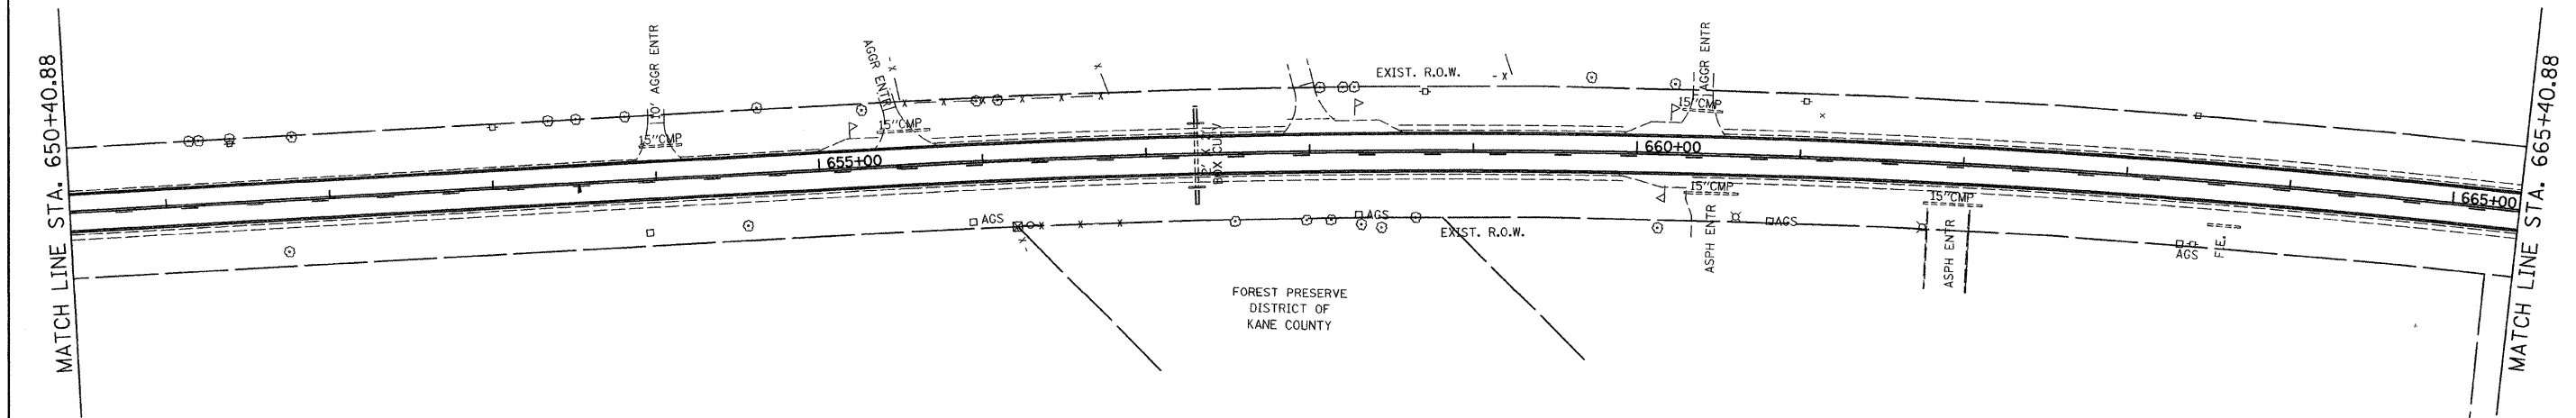 MATCH LINE STA. 650+40.88
10' AGGR ENTR
15"CMP
AGGR ENTR
15"CMP
655+00
BOX CULV
EXIST. R.O.W.
AGGR ENTR
15"CMP
660+00
665+00
MATCH LINE STA. 665+40.88
AGS
AGS
EXIST. R.O.W.
15"CMP
ASPH ENTR
AGS
15"CMP
ASPH ENTR
AGS
F.E.
FOREST PRESERVE
DISTRICT OF
KANE COUNTY